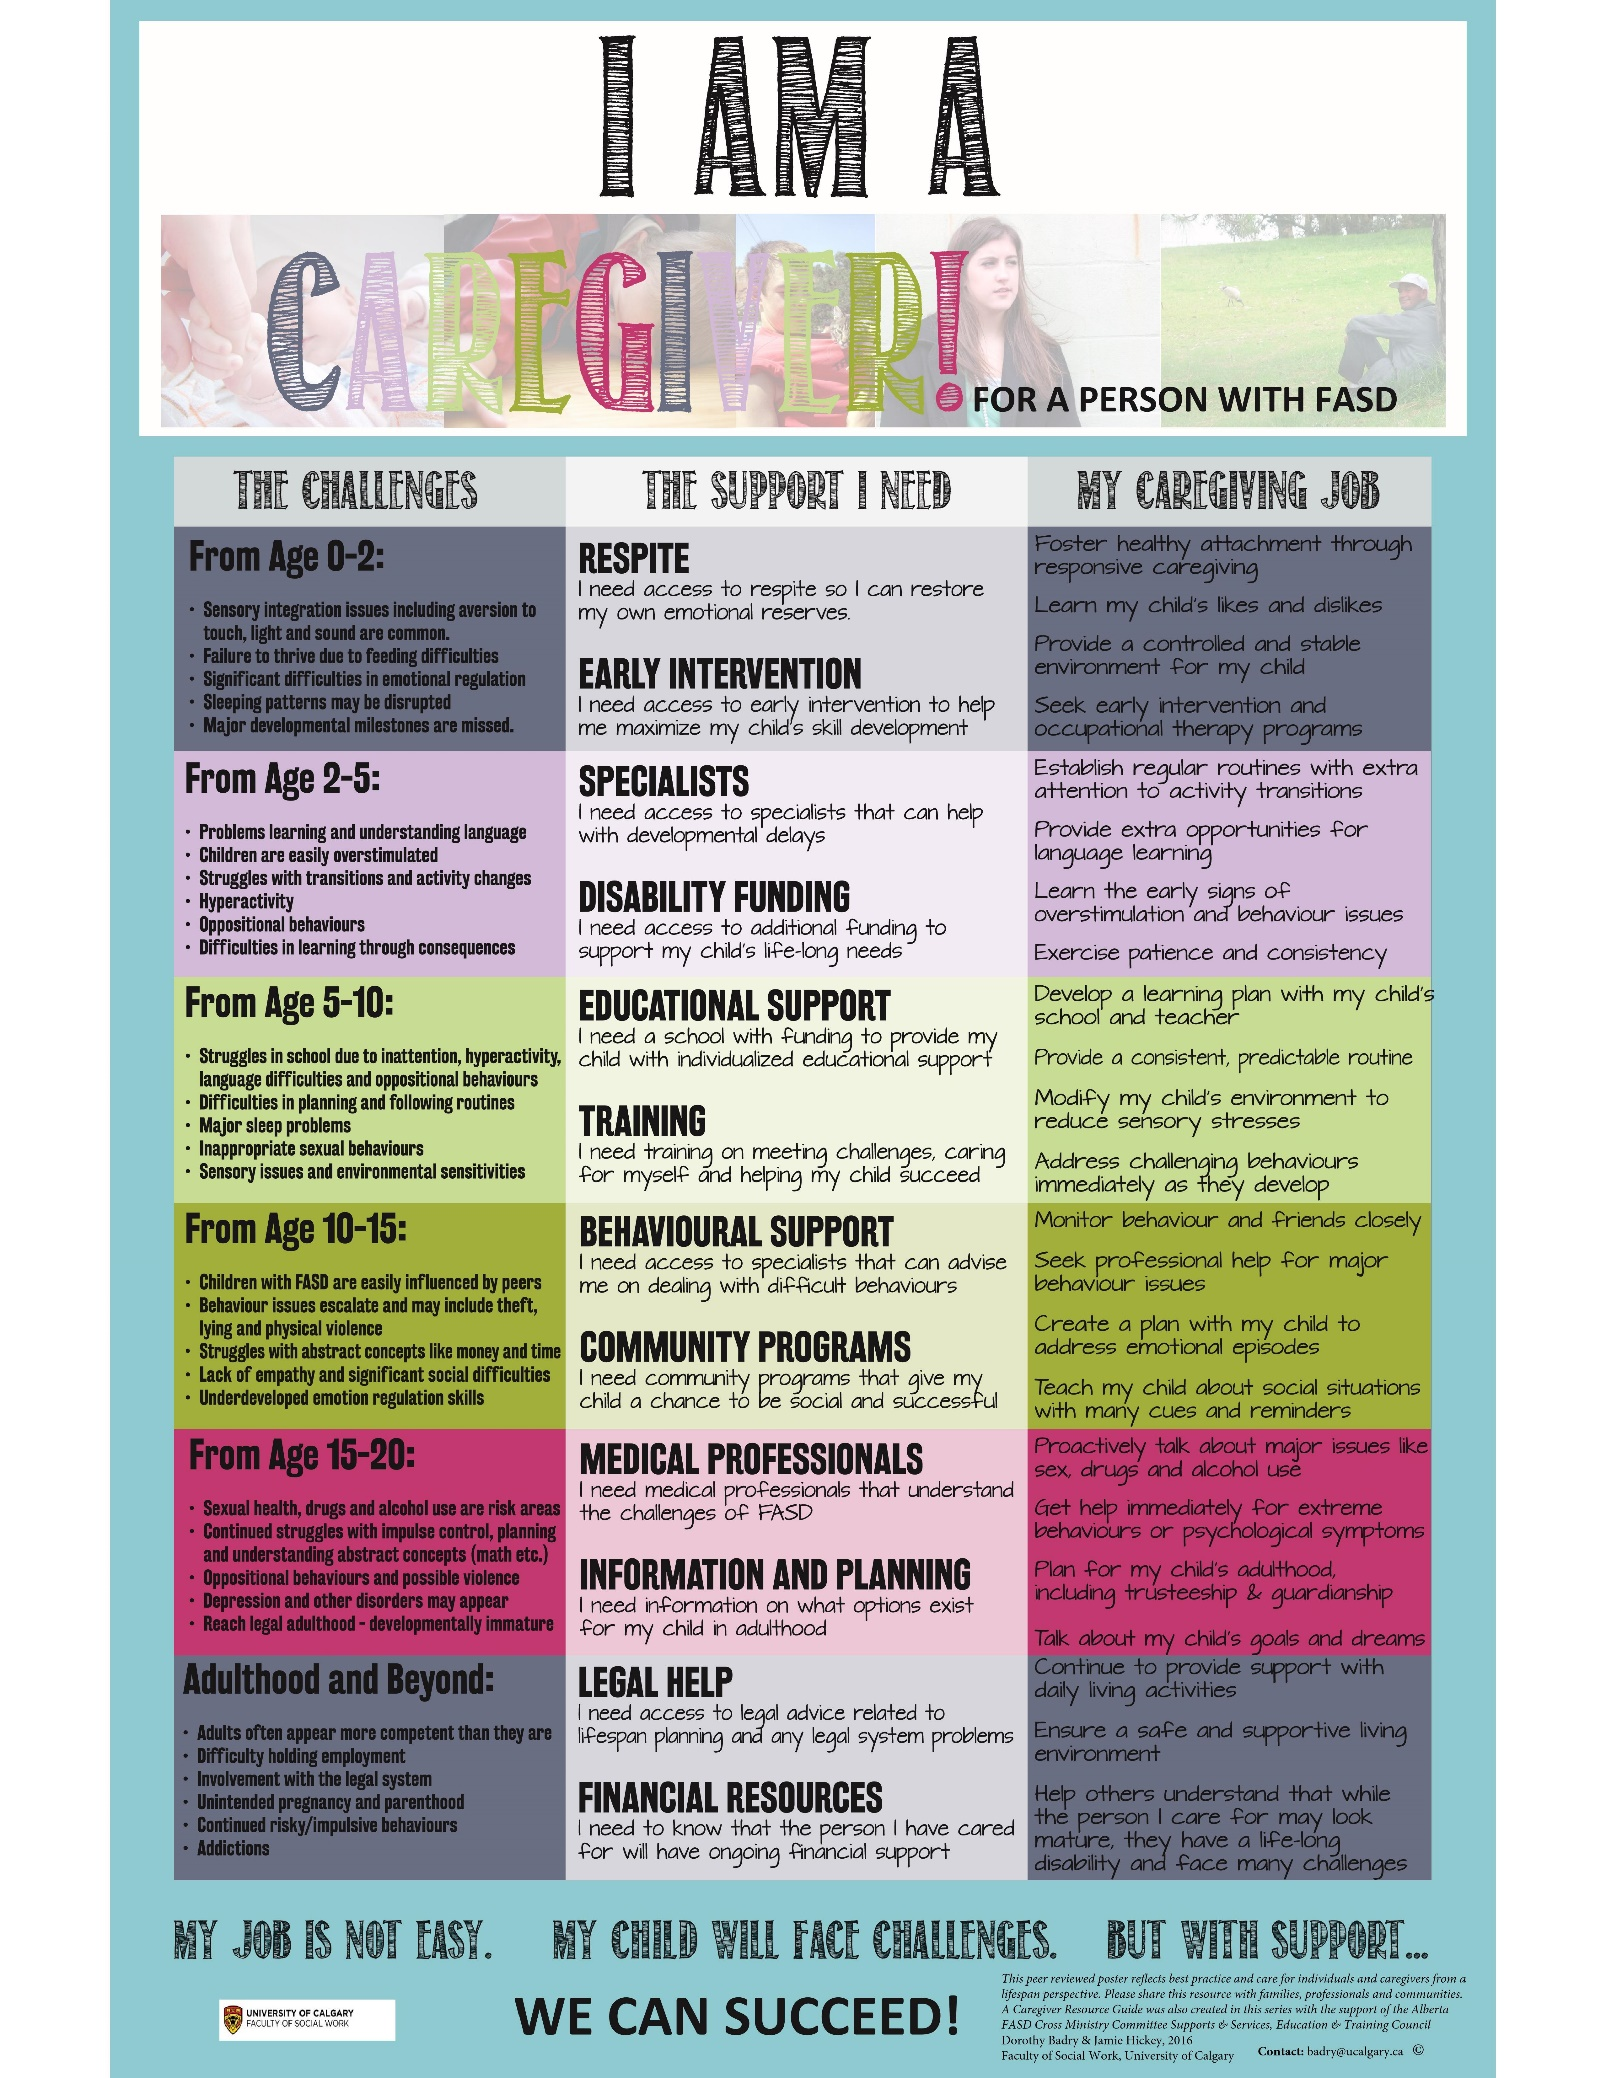 I AM A
CAREGIVER!
FOR A PERSON WITH FASD
THE CHALLENGES
THE SUPPORT I NEED
MY CAREGIVING JOB
From Age 0-2:
• Sensory integration issues including aversion to
touch, light and sound are common.
• Failure to thrive due to feeding difficulties
• Significant difficulties in emotional regulation
• Sleeping patterns may be disrupted
• Major developmental milestones are missed.
RESPITE
I need access to respite so I can restore
my own emotional reserves.
EARLY INTERVENTION
I need access to early intervention to help
me maximize my child's skill development
Foster healthy attachment through
responsive caregiving
Learn my child's likes and dislikes
Provide a controlled and stable
environment for my child
Seek early intervention and
occupational therapy programs
From Age 2-5:
• Problems learning and understanding language
• Children are easily overstimulated
• Struggles with transitions and activity changes
• Hyperactivity
• Oppositional behaviours
• Difficulties in learning through consequences
SPECIALISTS
I need access to specialists that can help
with developmental delays
DISABILITY FUNDING
I need access to additional funding to
support my child's life-long needs
Establish regular routines with extra
attention to activity transitions
Provide extra opportunities for
language learning
Learn the early signs of
overstimulation and behaviour issues
Exercise patience and consistency
From Age 5-10:
• Struggles in school due to inattention, hyperactivity,
language difficulties and oppositional behaviours
• Difficulties in planning and following routines
• Major sleep problems
• Inappropriate sexual behaviours
• Sensory issues and environmental sensitivities
EDUCATIONAL SUPPORT
I need a school with funding to provide my
child with individualized educational support
TRAINING
I need training on meeting challenges, caring
for myself and helping my child succeed
Develop a learning plan with my child's
school and teacher
Provide a consistent, predictable routine
Modify my child's environment to
reduce sensory stresses
Address challenging behaviours
immediately as they develop
From Age 10-15:
• Children with FASD are easily influenced by peers
• Behaviour issues escalate and may include theft,
lying and physical violence
• Struggles with abstract concepts like money and time
• Lack of empathy and significant social difficulties
• Underdeveloped emotion regulation skills
BEHAVIOURAL SUPPORT
I need access to specialists that can advise
me on dealing with difficult behaviours
COMMUNITY PROGRAMS
I need community programs that give my
child a chance to be social and successful
Monitor behaviour and friends closely
Seek professional help for major
behaviour issues
Create a plan with my child to
address emotional episodes
Teach my child about social situations
with many cues and reminders
From Age 15-20:
• Sexual health, drugs and alcohol use are risk areas
• Continued struggles with impulse control, planning
and understanding abstract concepts (math etc.)
• Oppositional behaviours and possible violence
• Depression and other disorders may appear
• Reach legal adulthood - developmentally immature
MEDICAL PROFESSIONALS
I need medical professionals that understand
the challenges of FASD
INFORMATION AND PLANNING
I need information on what options exist
for my child in adulthood
Proactively talk about major issues like
sex, drugs and alcohol use
Get help immediately for extreme
behaviours or psychological symptoms
Plan for my child's adulthood,
including trusteeship & guardianship
Talk about my child's goals and dreams
Adulthood and Beyond:
• Adults often appear more competent than they are
• Difficulty holding employment
• Involvement with the legal system
• Unintended pregnancy and parenthood
• Continued risky/impulsive behaviours
• Addictions
LEGAL HELP
I need access to legal advice related to
lifespan planning and any legal system problems
FINANCIAL RESOURCES
I need to know that the person I have cared
for will have ongoing financial support
Continue to provide support with
daily living activities
Ensure a safe and supportive living
environment
Help others understand that while
the person I care for may look
mature, they have a life-long
disability and face many challenges
MY JOB IS NOT EASY. MY CHILD WILL FACE CHALLENGES. BUT WITH SUPPORT...
WE CAN SUCCEED!
UNIVERSITY OF CALGARY
FACULTY OF SOCIAL WORK
This peer reviewed poster reflects best practice and care for individuals and caregivers from a
lifespan perspective. Please share this resource with families, professionals and communities.
A Caregiver Resource Guide was also created in this series with the support of the Alberta
FASD Cross Ministry Committee Supports & Services, Education & Training Council
Dorothy Badry & Jamie Hickey, 2016
Faculty of Social Work, University of Calgary
Contact: badry@ucalgary.ca ©